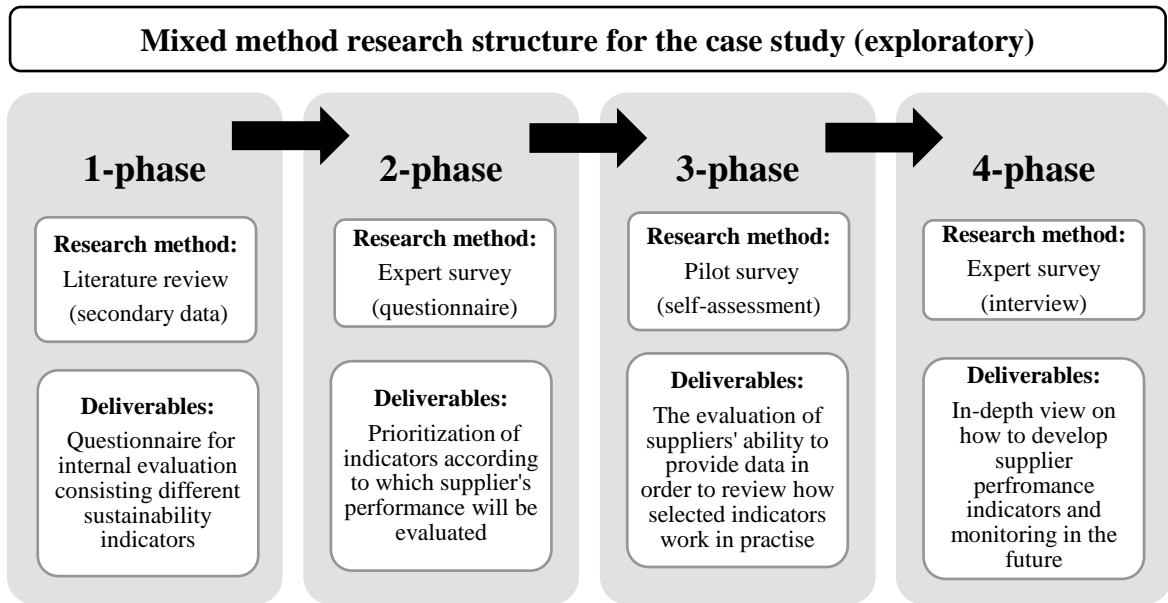 Mixed method research structure for the case study (exploratory)
1-phase
Research method:
Literature review
(secondary data)
Deliverables:
Questionnaire for
internal evaluation
consisting different
sustainability
indicators
2-phase
Research method:
Expert survey
(questionnaire)
Deliverables:
Prioritization of
indicators according
to which supplier's
performance will be
evaluated
3-phase
Research method:
Pilot survey
(self-assessment)
Deliverables:
The evaluation of
suppliers' ability to
provide data in
order to review how
selected indicators
work in practise
4-phase
Research method:
Expert survey
(interview)
Deliverables:
In-depth view on
how to develop
supplier
perfromance
indicators and
monitoring in the
future